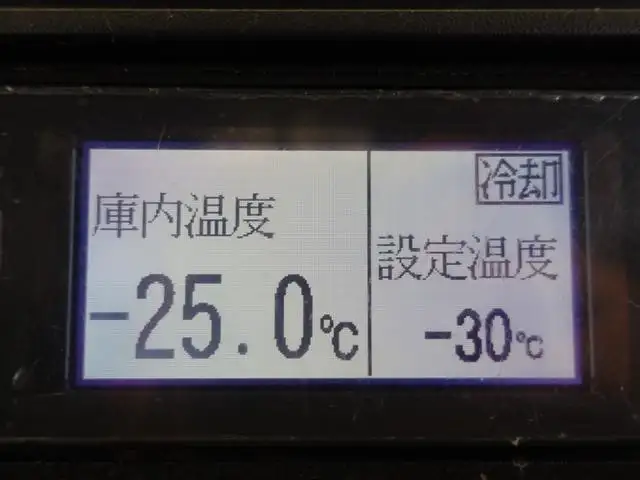 庫内温度
-25.0℃
冷却
設定温度
-30℃